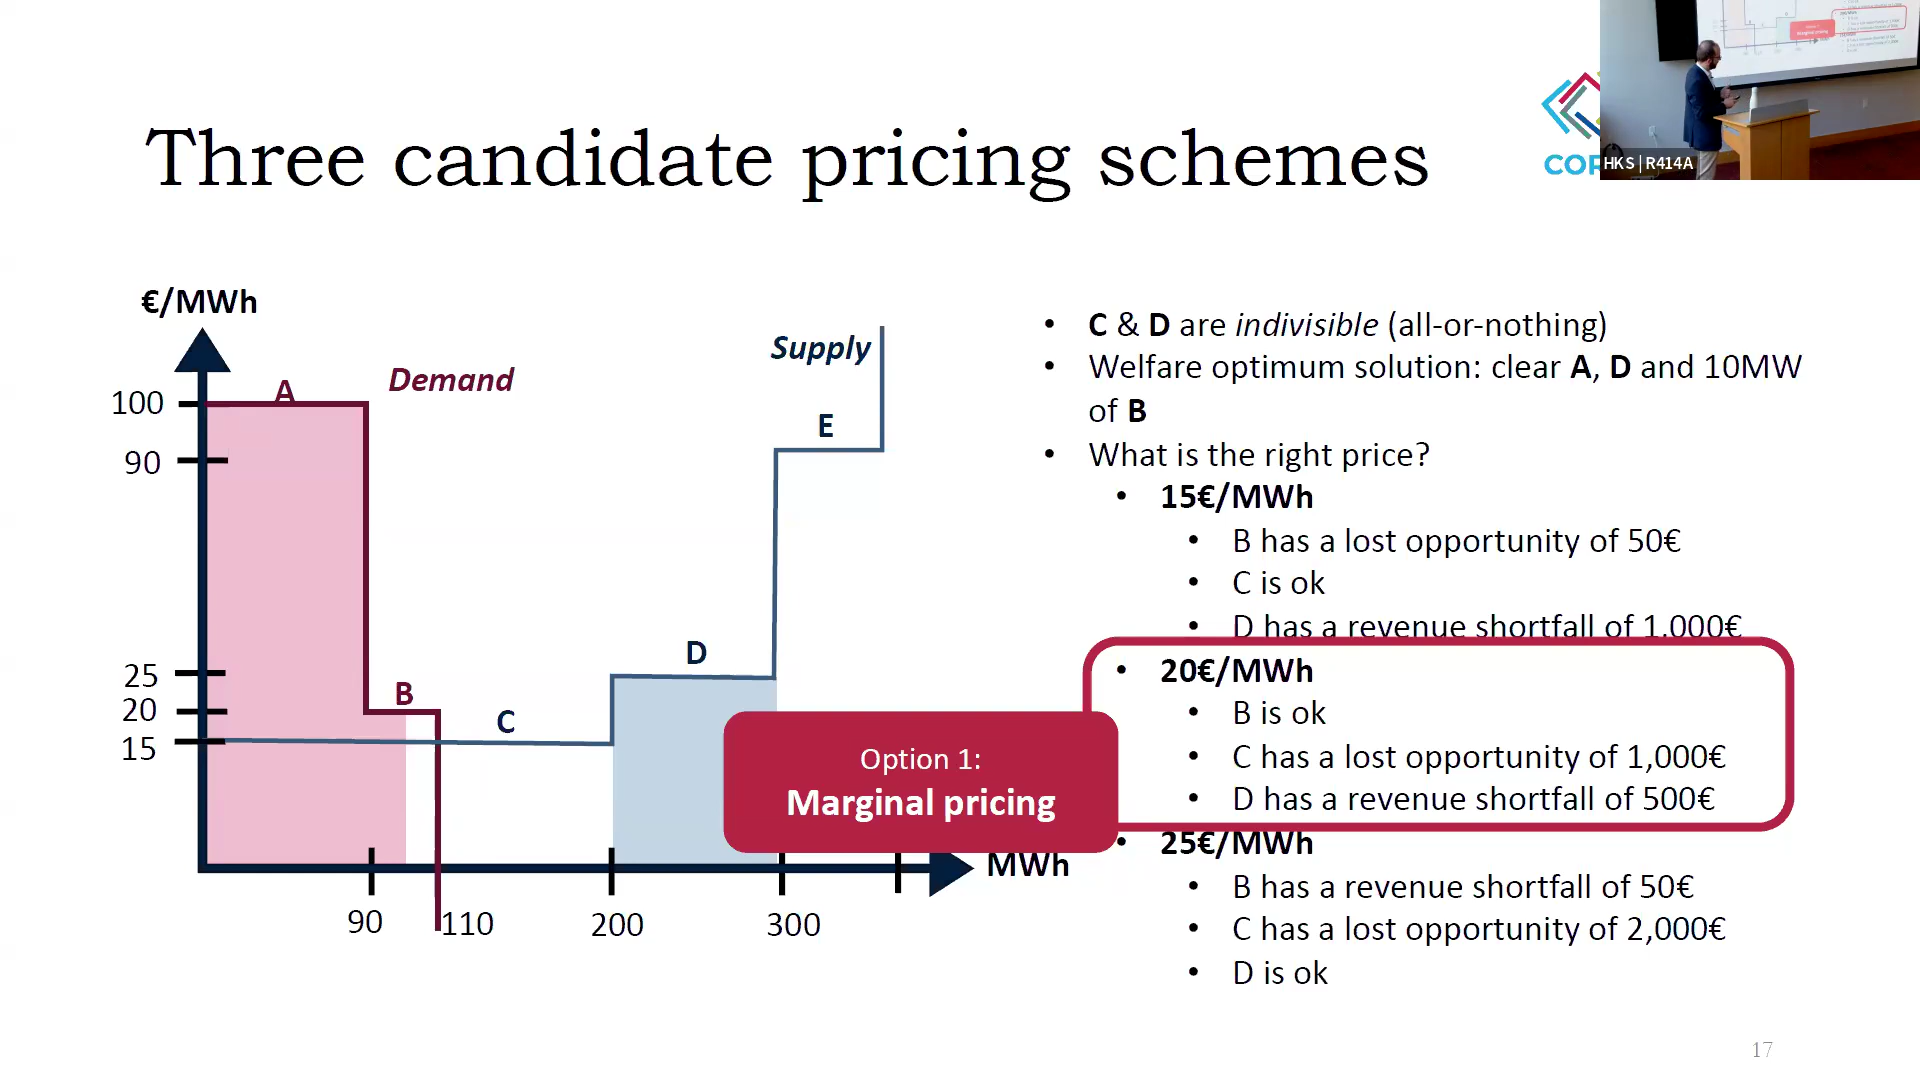 Three candidate pricing schemes
HKS | R414A
€/MWh
Demand
Supply
A
B
C
D
E
100
90
25
20
15
90
110
200
300
MWh
Option 1:
Marginal pricing
• C & D are indivisible (all-or-nothing)
• Welfare optimum solution: clear A, D and 10MW
of B
• What is the right price?
• 15€/MWh
• B has a lost opportunity of 50€
• C is ok
• D has a revenue shortfall of 1,000€
• 20€/MWh
• B is ok
• C has a lost opportunity of 1,000€
• D has a revenue shortfall of 500€
• 25€/MWh
• B has a revenue shortfall of 50€
• C has a lost opportunity of 2,000€
• D is ok
17